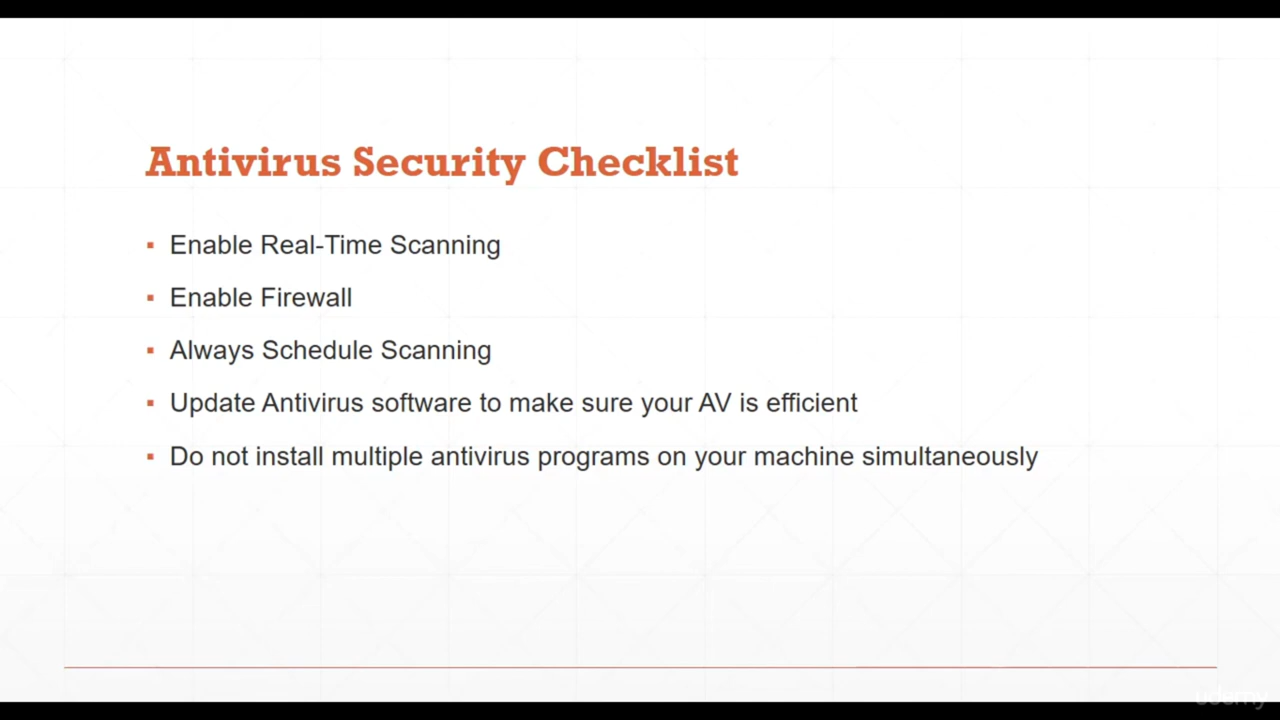 Antivirus Security Checklist
▪ Enable Real-Time Scanning
▪ Enable Firewall
▪ Always Schedule Scanning
▪ Update Antivirus software to make sure your AV is efficient
▪ Do not install multiple antivirus programs on your machine simultaneously
udemy